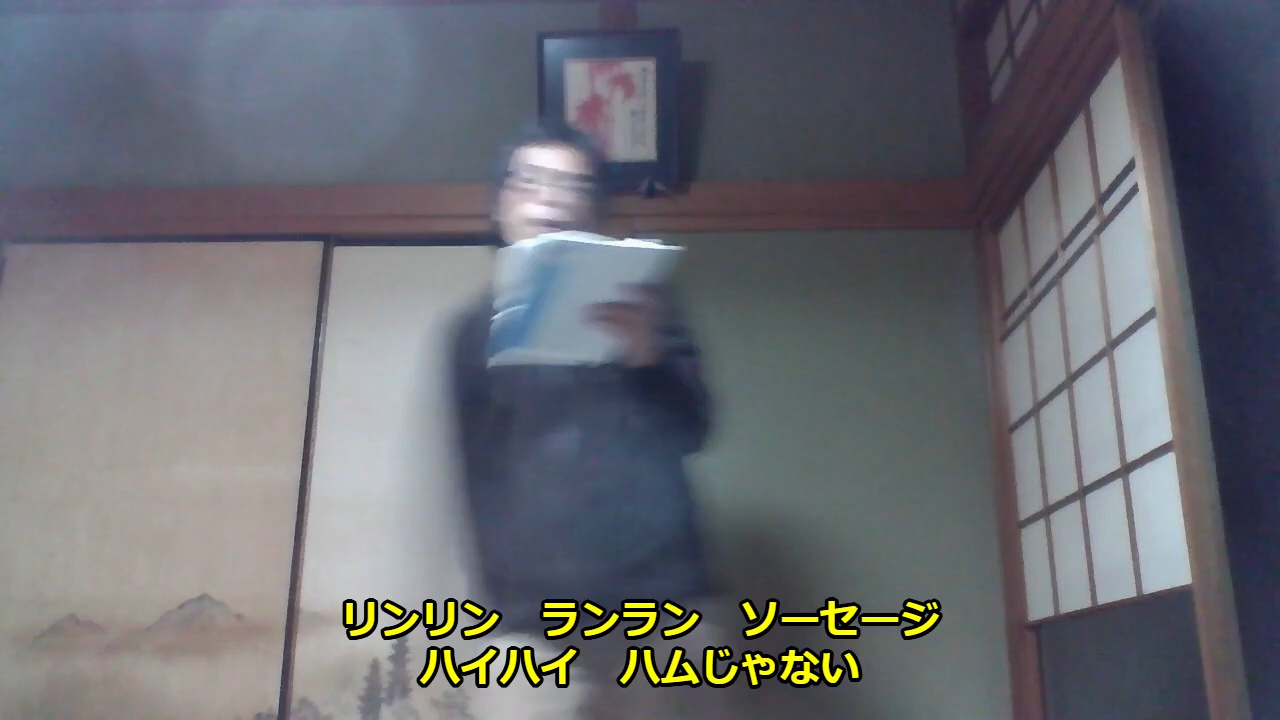 リンリン　ランラン　ソーセージ
ハイハイ　ハムじゃない